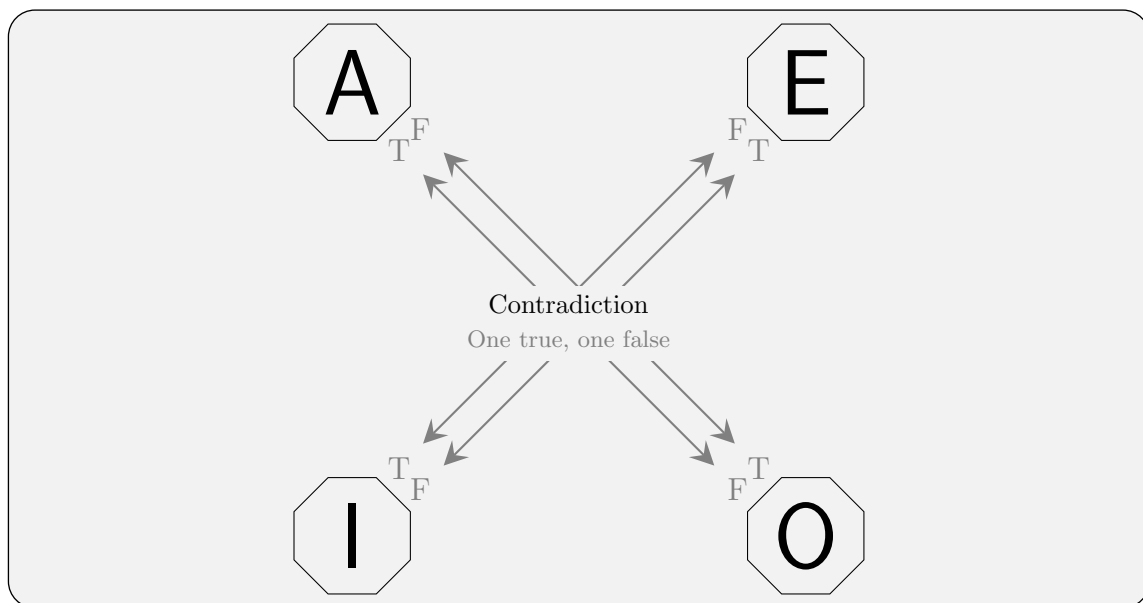 A E
F F
T T
Contradiction
One true, one false
T T
F F
I O